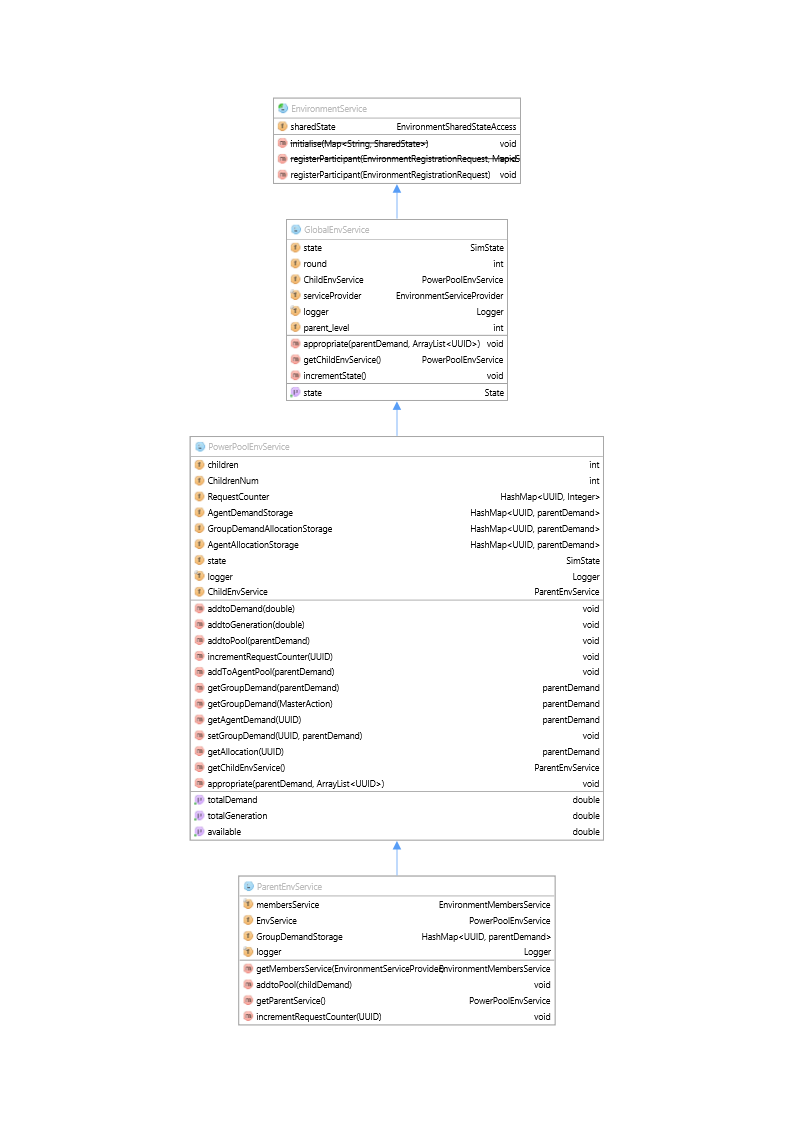 EnvironmentService
sharedState EnvironmentSharedStateAccess
initialise(Map<String, SharedState>) void
registerParticipant(EnvironmentRegistrationRequest,
registerParticipant(EnvironmentRegistrationRequest) void
GlobalEnvService
state SimState
round int
ChildEnvService PowerPoolEnvService
serviceProvider EnvironmentServiceProvider
logger Logger
parent_level int
appropriate(parentDemand, ArrayList<UUID>) void
getChildEnvService() PowerPoolEnvService
incrementState() void
state State
PowerPoolEnvService
children int
ChildrenNum int
RequestCounter HashMap<UUID, Integer>
AgentDemandStorage HashMap<UUID, parentDemand>
GroupDemandAllocationStorage HashMap<UUID, parentDemand>
AgentAllocationStorage HashMap<UUID, parentDemand>
state SimState
logger Logger
ChildEnvService ParentEnvService
addtoDemand(double) void
addtoGeneration(double) void
addtoPool(parentDemand) void
incrementRequestCounter(UUID) void
addToAgentPool(parentDemand) void
getGroupDemand(parentDemand) parentDemand
getGroupDemand(MasterAction) parentDemand
getAgentDemand(UUID) parentDemand
setGroupDemand(UUID, parentDemand) void
getAllocation(UUID) parentDemand
getChildEnvService() ParentEnvService
appropriate(parentDemand, ArrayList<UUID>) void
totalDemand double
totalGeneration double
available double
ParentEnvService
membersService EnvironmentMembersService
EnvService PowerPoolEnvService
GroupDemandStorage HashMap<UUID, parentDemand>
logger Logger
getMembersService(EnvironmentServiceProvider) EnvironmentMembersService
addtoPool(childDemand) void
getParentService() PowerPoolEnvService
incrementRequestCounter(UUID) void